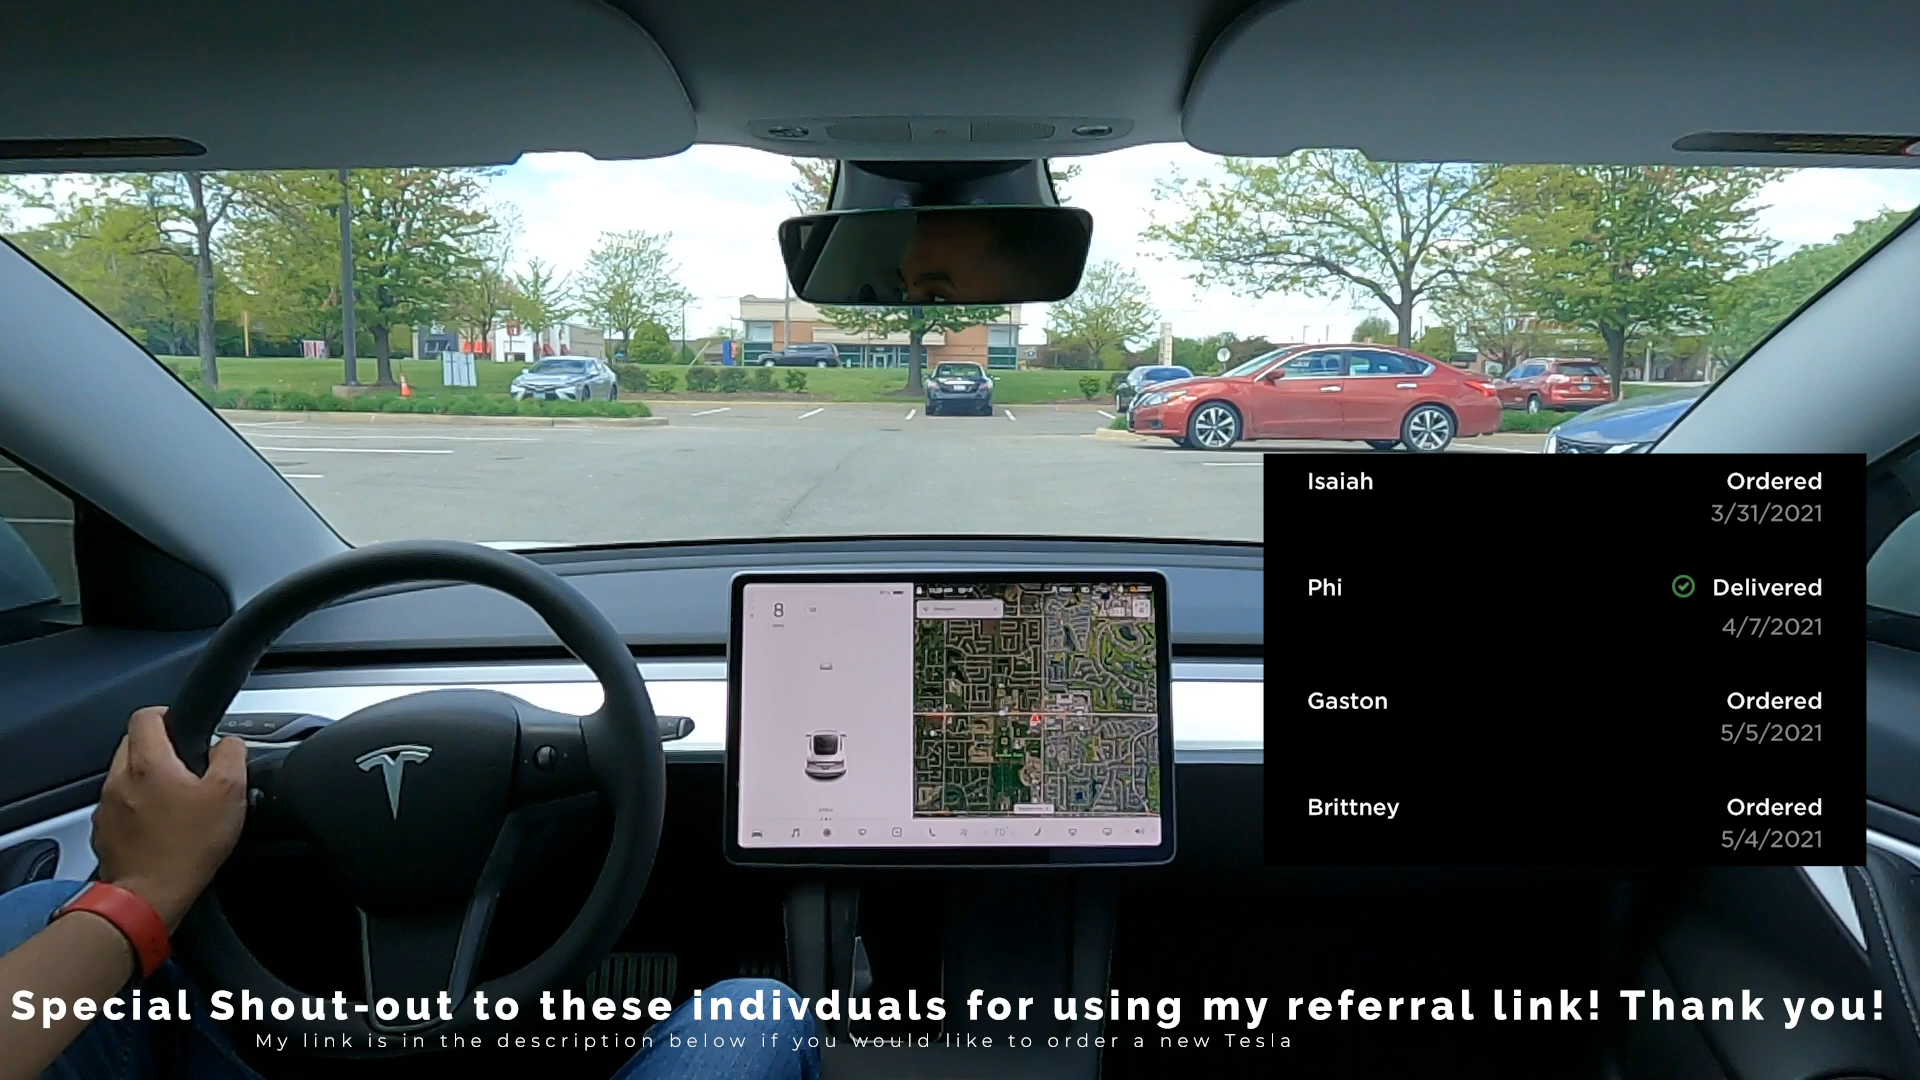 8
Isaiah Ordered
3/31/2021
Phi Delivered
4/7/2021
Gaston Ordered
5/5/2021
Brittney Ordered
5/4/2021
Special Shout-out to these indivduals for using my referral link! Thank you!
My link is in the description below if you would like to order a new Tesla